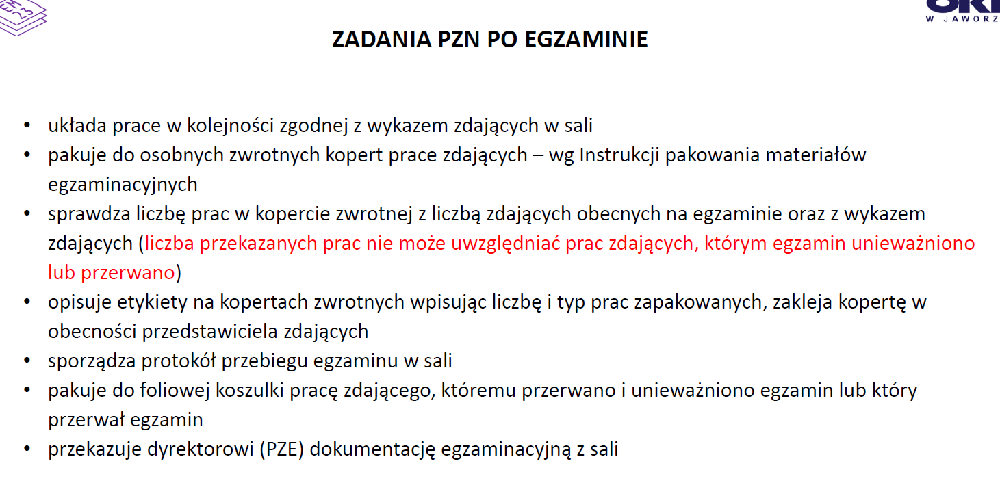 EM
23
W JAWORZ
ZADANIA PZN PO EGZAMINIE
• układa prace w kolejności zgodnej z wykazem zdających w sali
• pakuje do osobnych zwrotnych kopert prace zdających – wg Instrukcji pakowania materiałów
egzaminacyjnych
• sprawdza liczbę prac w kopercie zwrotnej z liczbą zdających obecnych na egzaminie oraz z wykazem
zdających (liczba przekazanych prac nie może uwzględniać prac zdających, którym egzamin unieważniono
lub przerwano)
• opisuje etykiety na kopertach zwrotnych wpisując liczbę i typ prac zapakowanych, zakleja kopertę w
obecności przedstawiciela zdających
• sporządza protokół przebiegu egzaminu w sali
• pakuje do foliowej koszulki pracę zdającego, któremu przerwano i unieważniono egzamin lub który
przerwał egzamin
• przekazuje dyrektorowi (PZE) dokumentację egzaminacyjną z sali